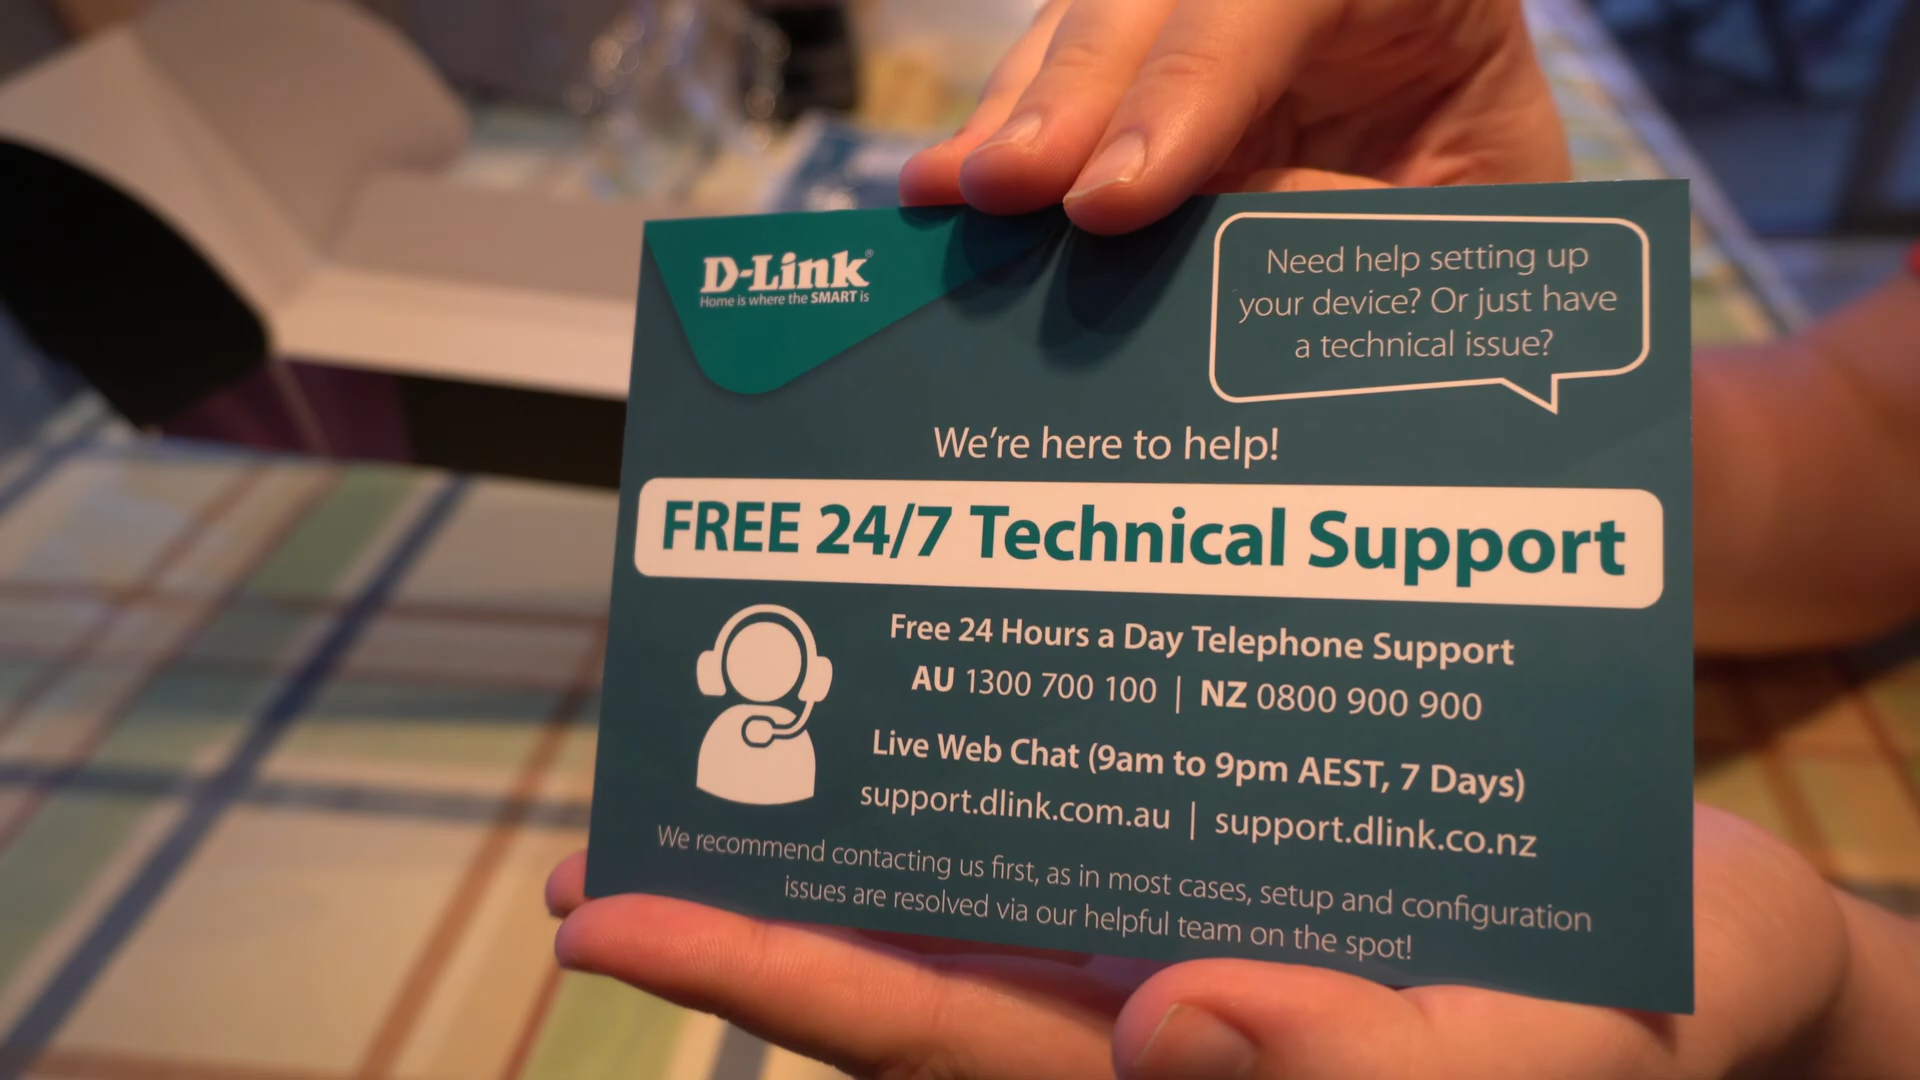 D-Link®
Home is where the SMART is
Need help setting up
your device? Or just have
a technical issue?
We're here to help!
FREE 24/7 Technical Support
Free 24 Hours a Day Telephone Support
AU 1300 700 100 | NZ 0800 900 900
Live Web Chat (9am to 9pm AEST, 7 Days)
support.dlink.com.au | support.dlink.co.nz
We recommend contacting us first, as in most cases, setup and configuration
issues are resolved via our helpful team on the spot!